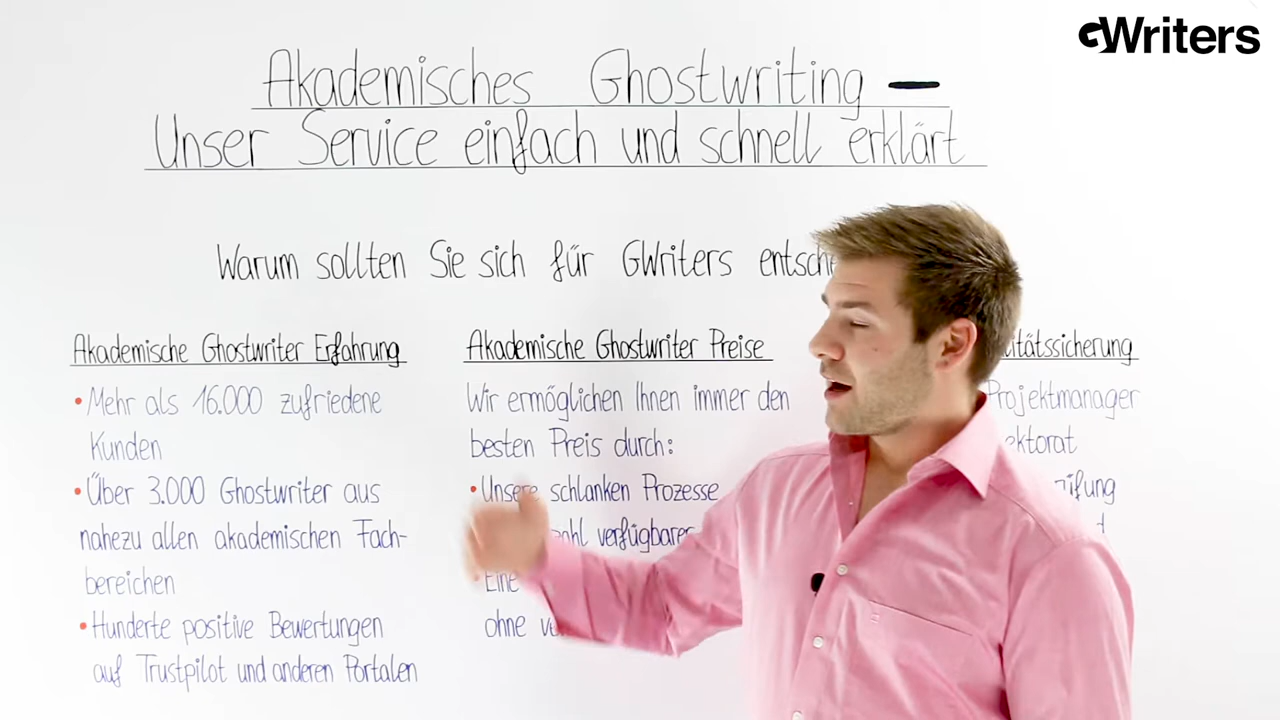 GWriters
Akademisches Ghostwriting –
Unser Service einfach und schnell erklärt
Warum sollten Sie sich für GWriters
Akademische Ghostwriter Erfahrung
• Mehr als 16.000 zufriedene
Kunden
• Über 3.000 Ghostwriter aus
nahezu allen akademischen Fach-
bereichen
• Hunderte positive Bewertungen
auf Trustpilot und anderen Portalen
Akademische Ghostwriter Preise
Wir ermöglichen Ihnen immer den
besten Preis durch:
• Unsere schlanken Prozesse
verfügbarer
Eine
ohne
Projektmanager